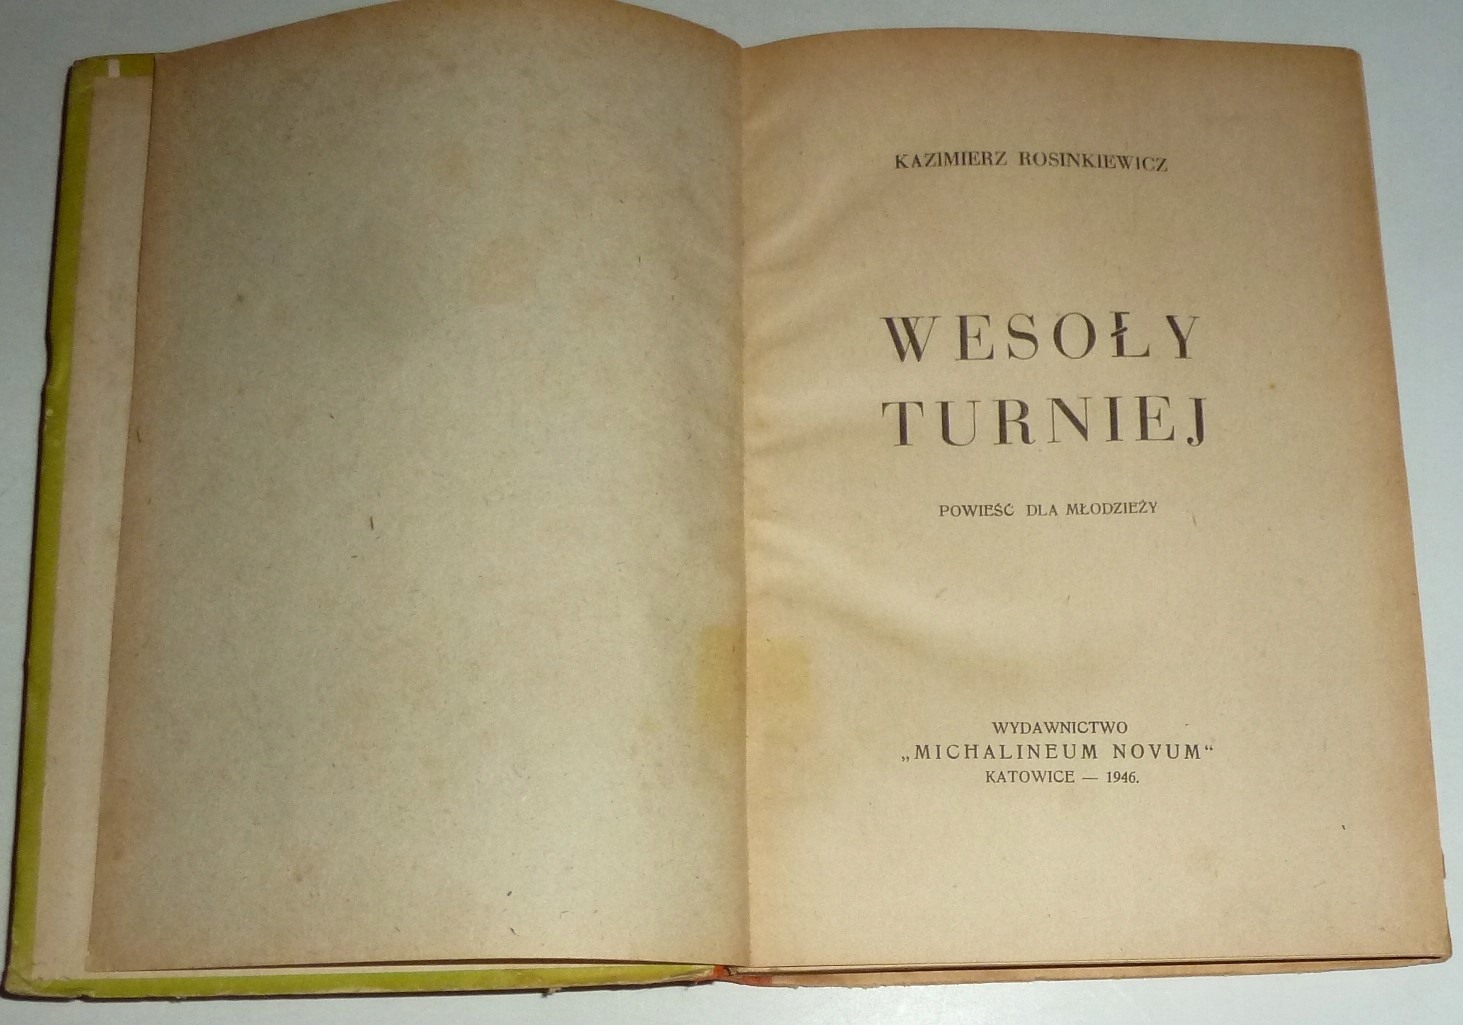 KAZIMIERZ ROSINKIEWICZ
WESOŁY
TURNIEJ
POWIEŚĆ DLA MŁODZIEŻY
WYDAWNICTWO
„MICHALINEUM NOVUM“
KATOWICE — 1946.